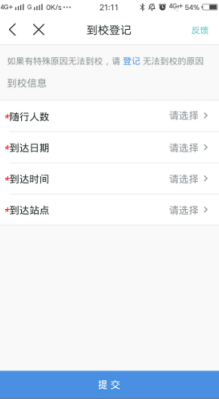 4G+ G 0K/s ••• 21:11 4G+ 54%
到校登记 反馈
如果有特殊原因无法到校，请 登记 无法到校的原因
到校信息
*随行人数 请选择 >
*到达日期 请选择 >
*到达时间 请选择 >
*到达站点 请选择 >
提 交